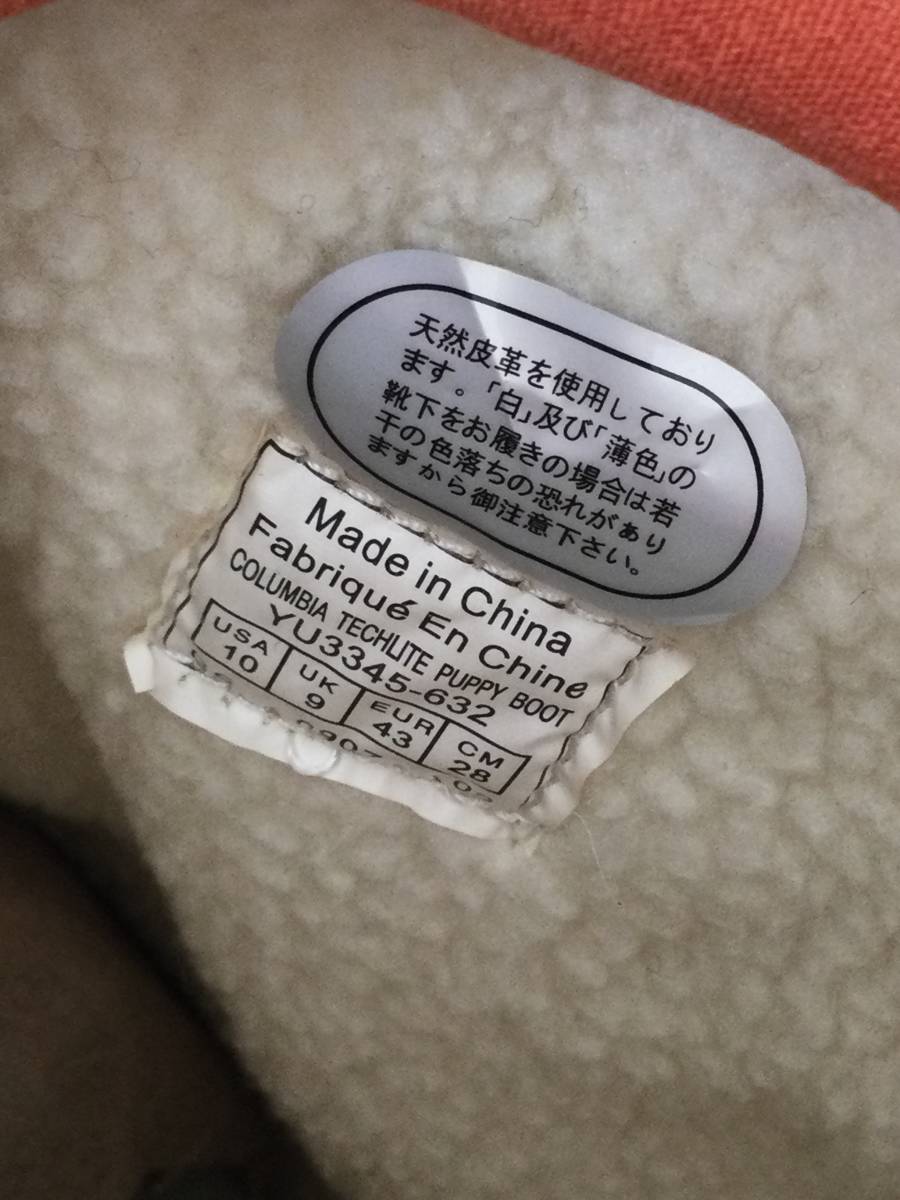 天然皮革を使用しており
ます。「白」及び「薄色」の
靴下をお履きの場合は若
干の色落ちの恐れがあり
ますから御注意下さい。
Made in China
Fabriqué En Chine
COLUMBIA TECHLITE PUPPY BOOT
YU3345-632
USA UK EUR CM
10 9 43 28